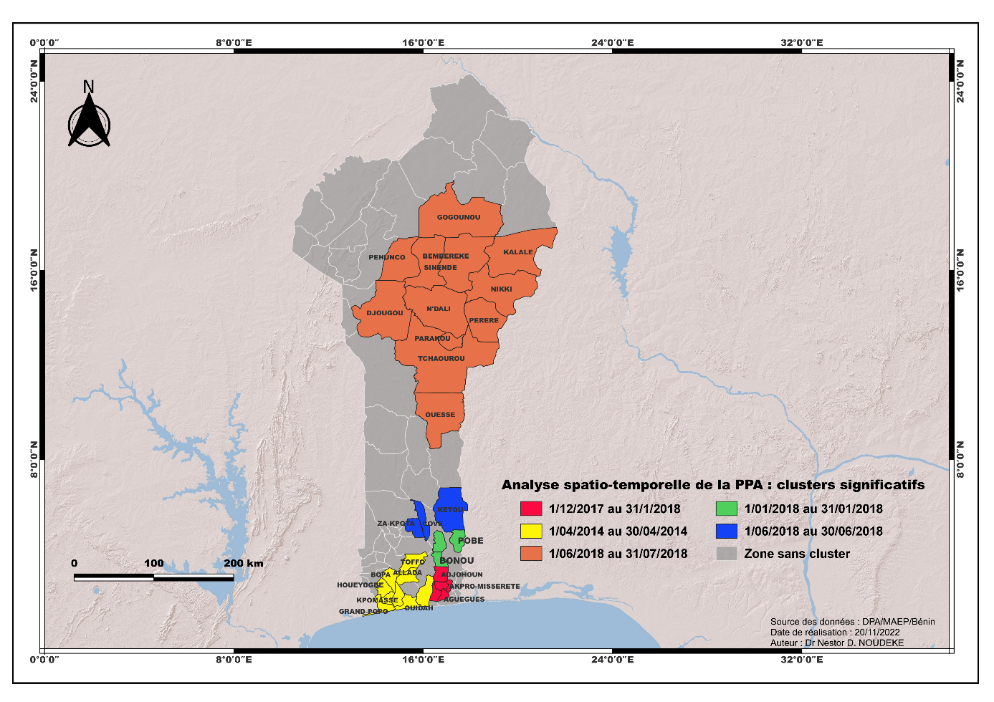 0°0'0" 8°0'0"E 16°0'0"E 24°0'0"E 32°0'0"E
24°0'0"N 24°0'0"N
N
GOGOUNOU
PEHUNCO BEMBEREKE KALALE
SINENDE
16°0'0"N 16°0'0"N
NIKKI
DJOUGOU N'DALI
PERERE
PARAKOU
TCHAOUROU
OUESSE
8°0'0"N 8°0'0"N
Analyse spatio-temporelle de la PPA : clusters significatifs
1/12/2017 au 31/1/2018 1/01/2018 au 31/01/2018
1/04/2014 au 30/04/2014 1/06/2018 au 30/06/2018
1/06/2018 au 31/07/2018 Zone sans cluster
KETOU
ZA-KPOTA COVE
POBE
BONOU
TOFFO
ALLADA
BOPA ADJOHOUN
HOUEYOGBE AKPRO-MISSERETE
KPOMASSE AGUEGUES
OUIDAH
GRAND-POPO
0 100 200 km
Source des données : DPA/MAEP/Bénin
Date de réalisation : 20/11/2022
Auteur : Dr Nestor D. NOUDEKE
0°0'0" 8°0'0"E 16°0'0"E 24°0'0"E 32°0'0"E